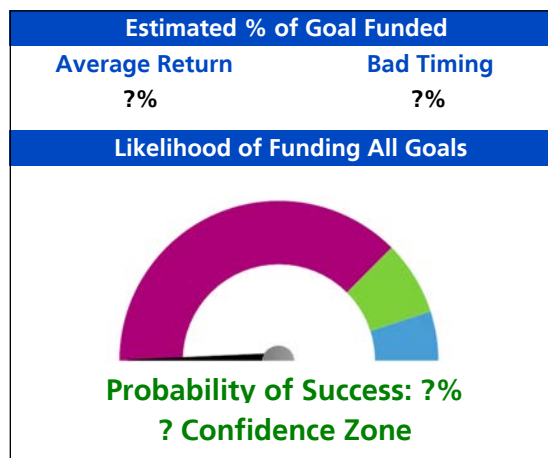 Estimated % of Goal Funded
Average Return Bad Timing
?% ?%
Likelihood of Funding All Goals
Probability of Success: ?%
? Confidence Zone